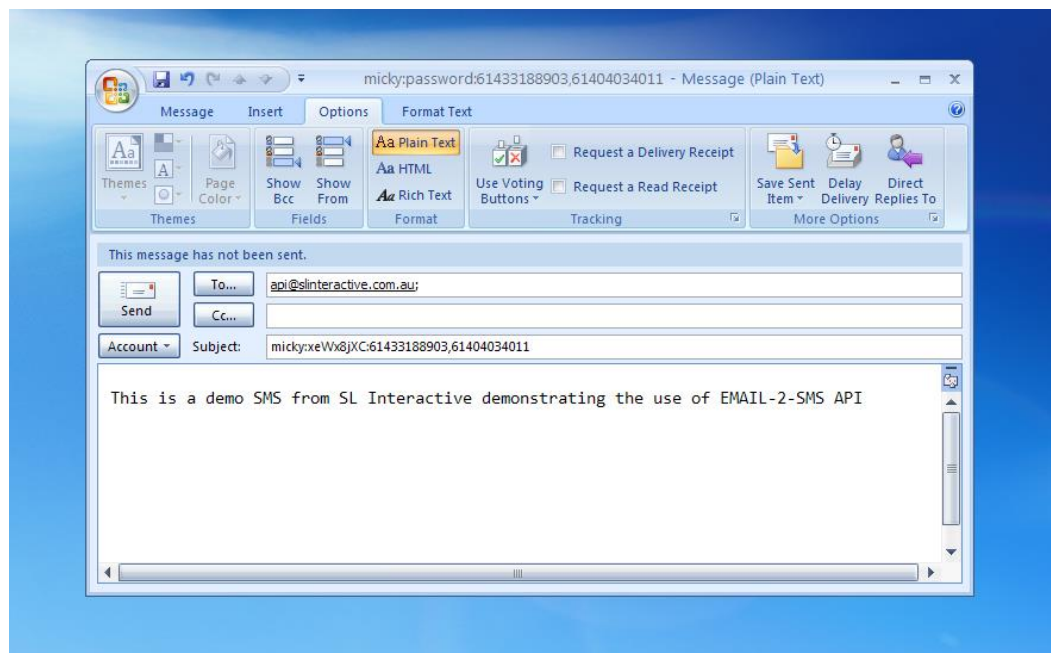 micky:password:61433188903,61404034011 - Message (Plain Text)
Message Insert Options Format Text
Aa Plain Text
Aa HTML
Aa Rich Text
Themes
Page Color
Show Bcc
Show From
Use Voting Buttons
Request a Delivery Receipt
Request a Read Receipt
Save Sent Item
Delay Delivery
Direct Replies To
Themes Fields Format Tracking More Options
This message has not been sent.
Send
To... api@slinteractive.com.au;
Cc...
Account Subject: micky:xeWx8jXC:61433188903,61404034011
This is a demo SMS from SL Interactive demonstrating the use of EMAIL-2-SMS API